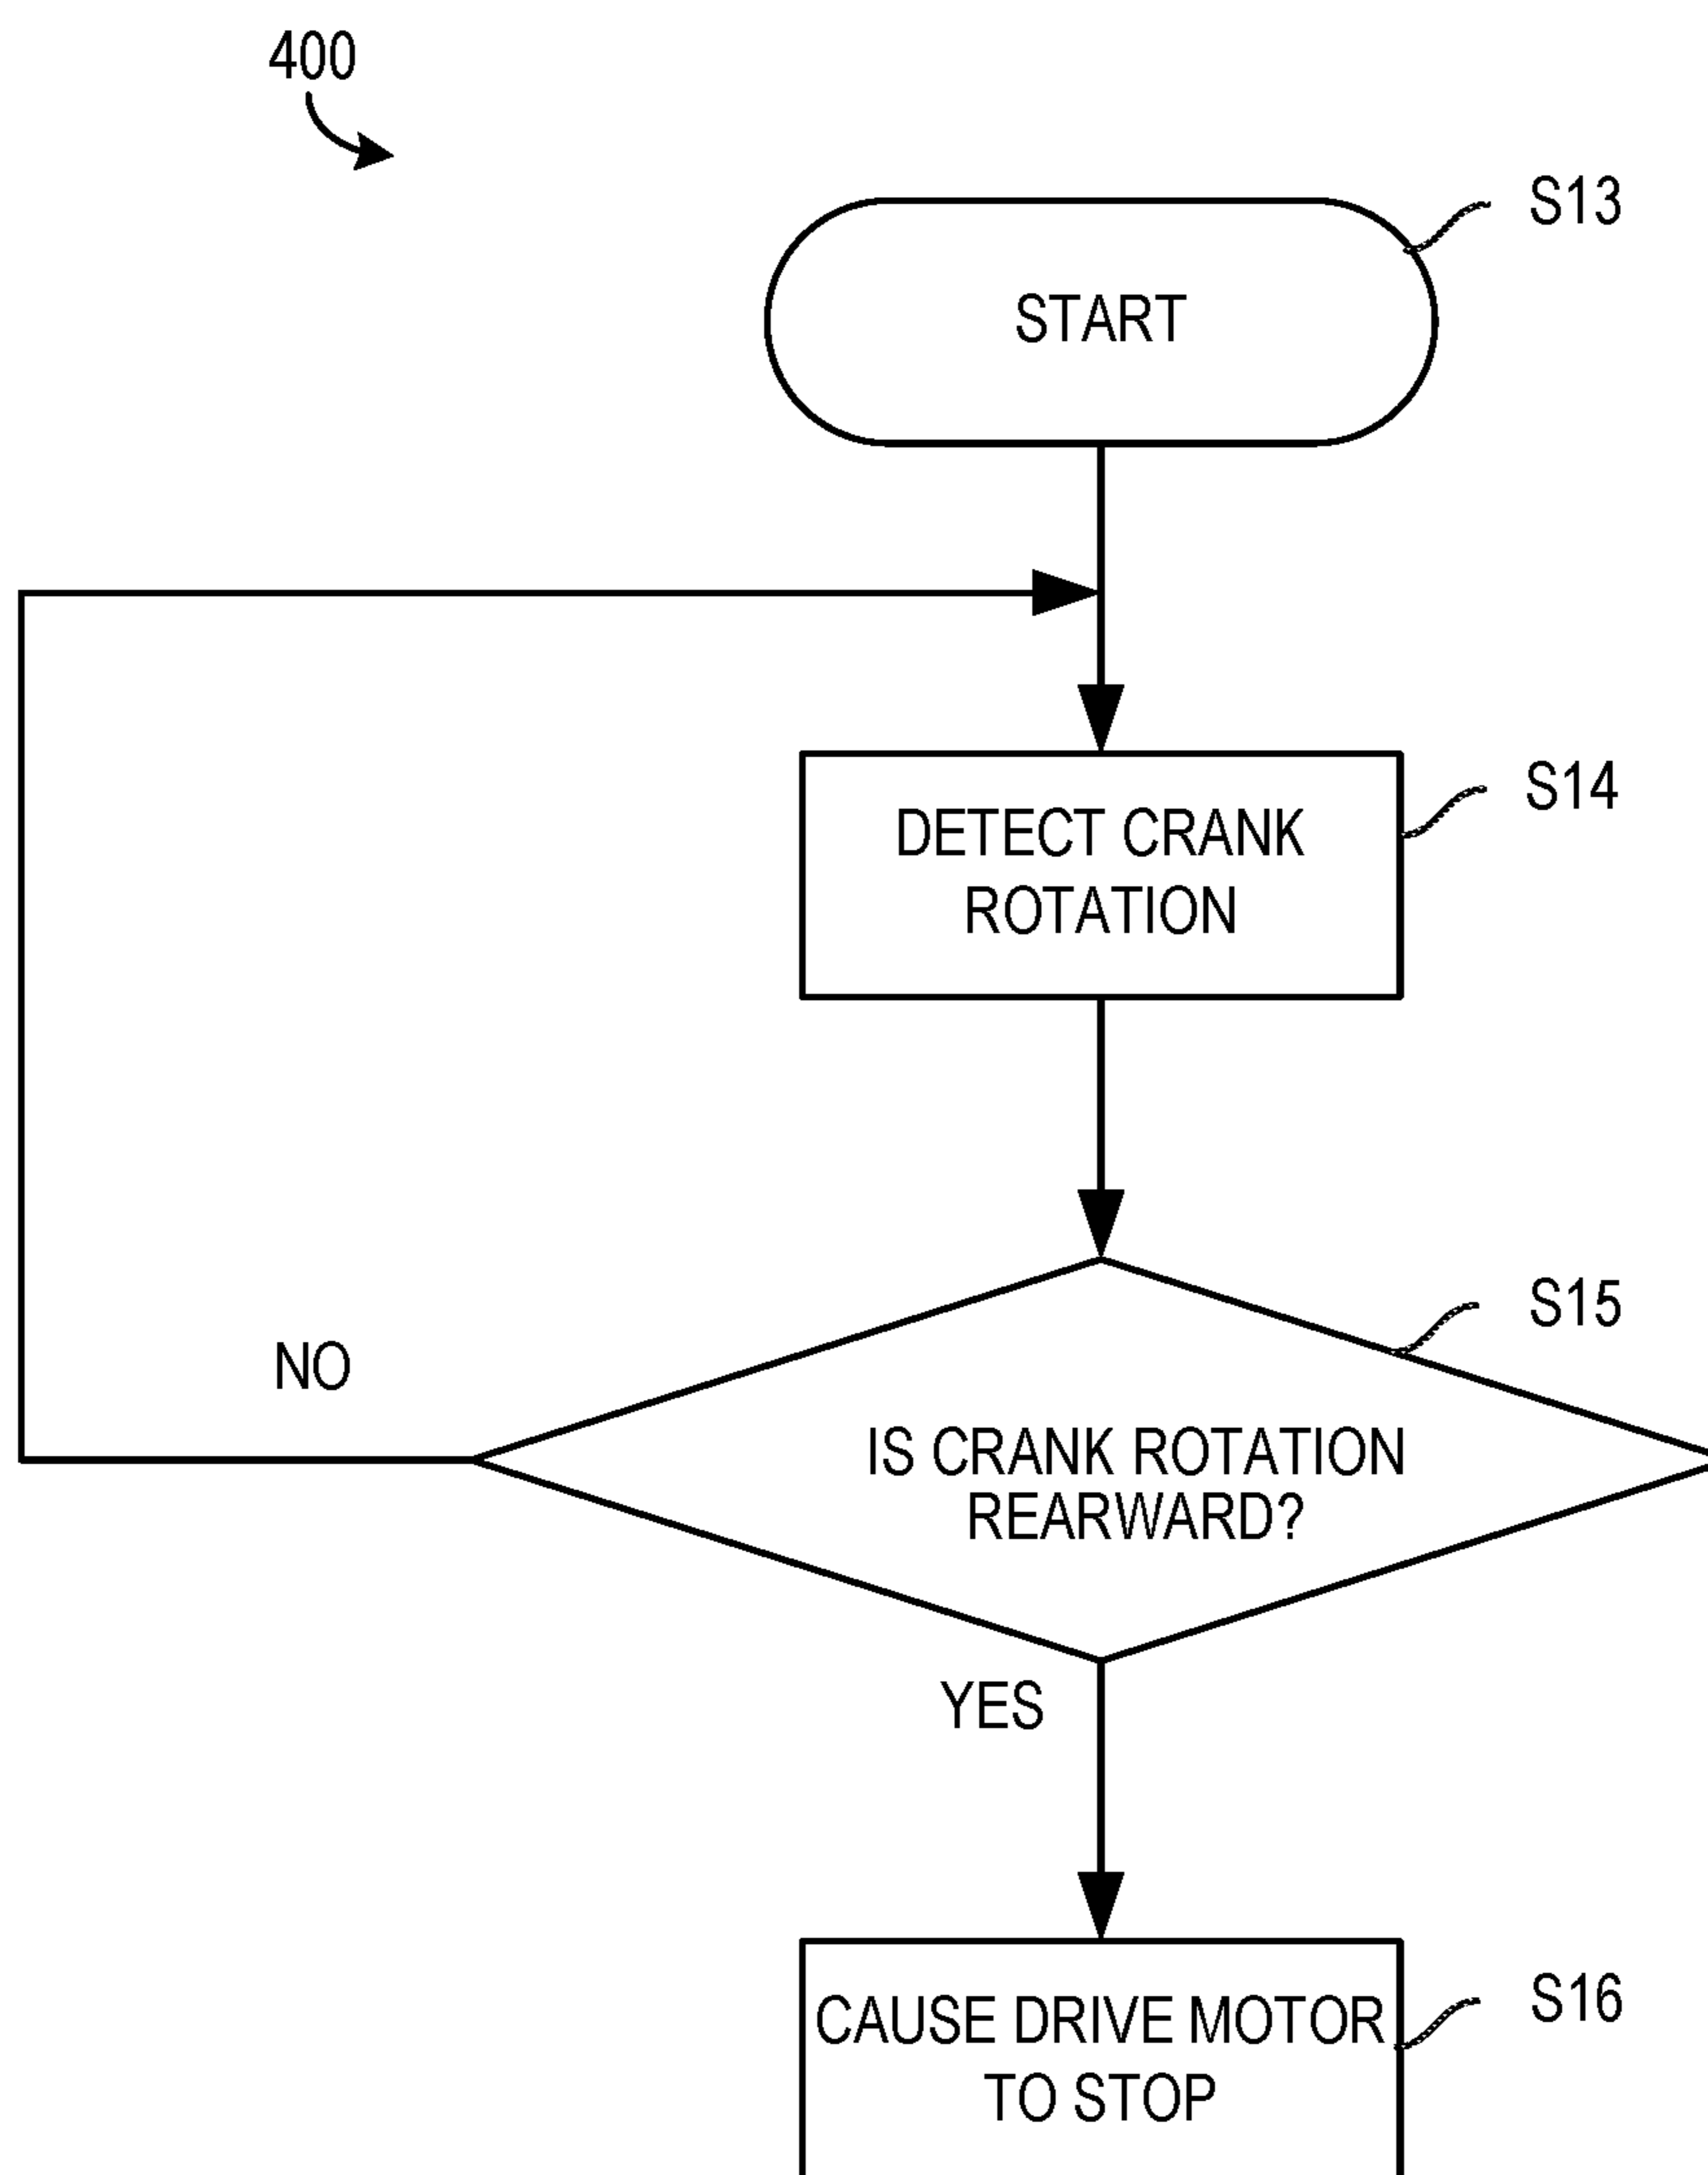 400
S13
START
S14
DETECT CRANK
ROTATION
S15
NO
IS CRANK ROTATION
REARWARD?
YES
S16
CAUSE DRIVE MOTOR
TO STOP